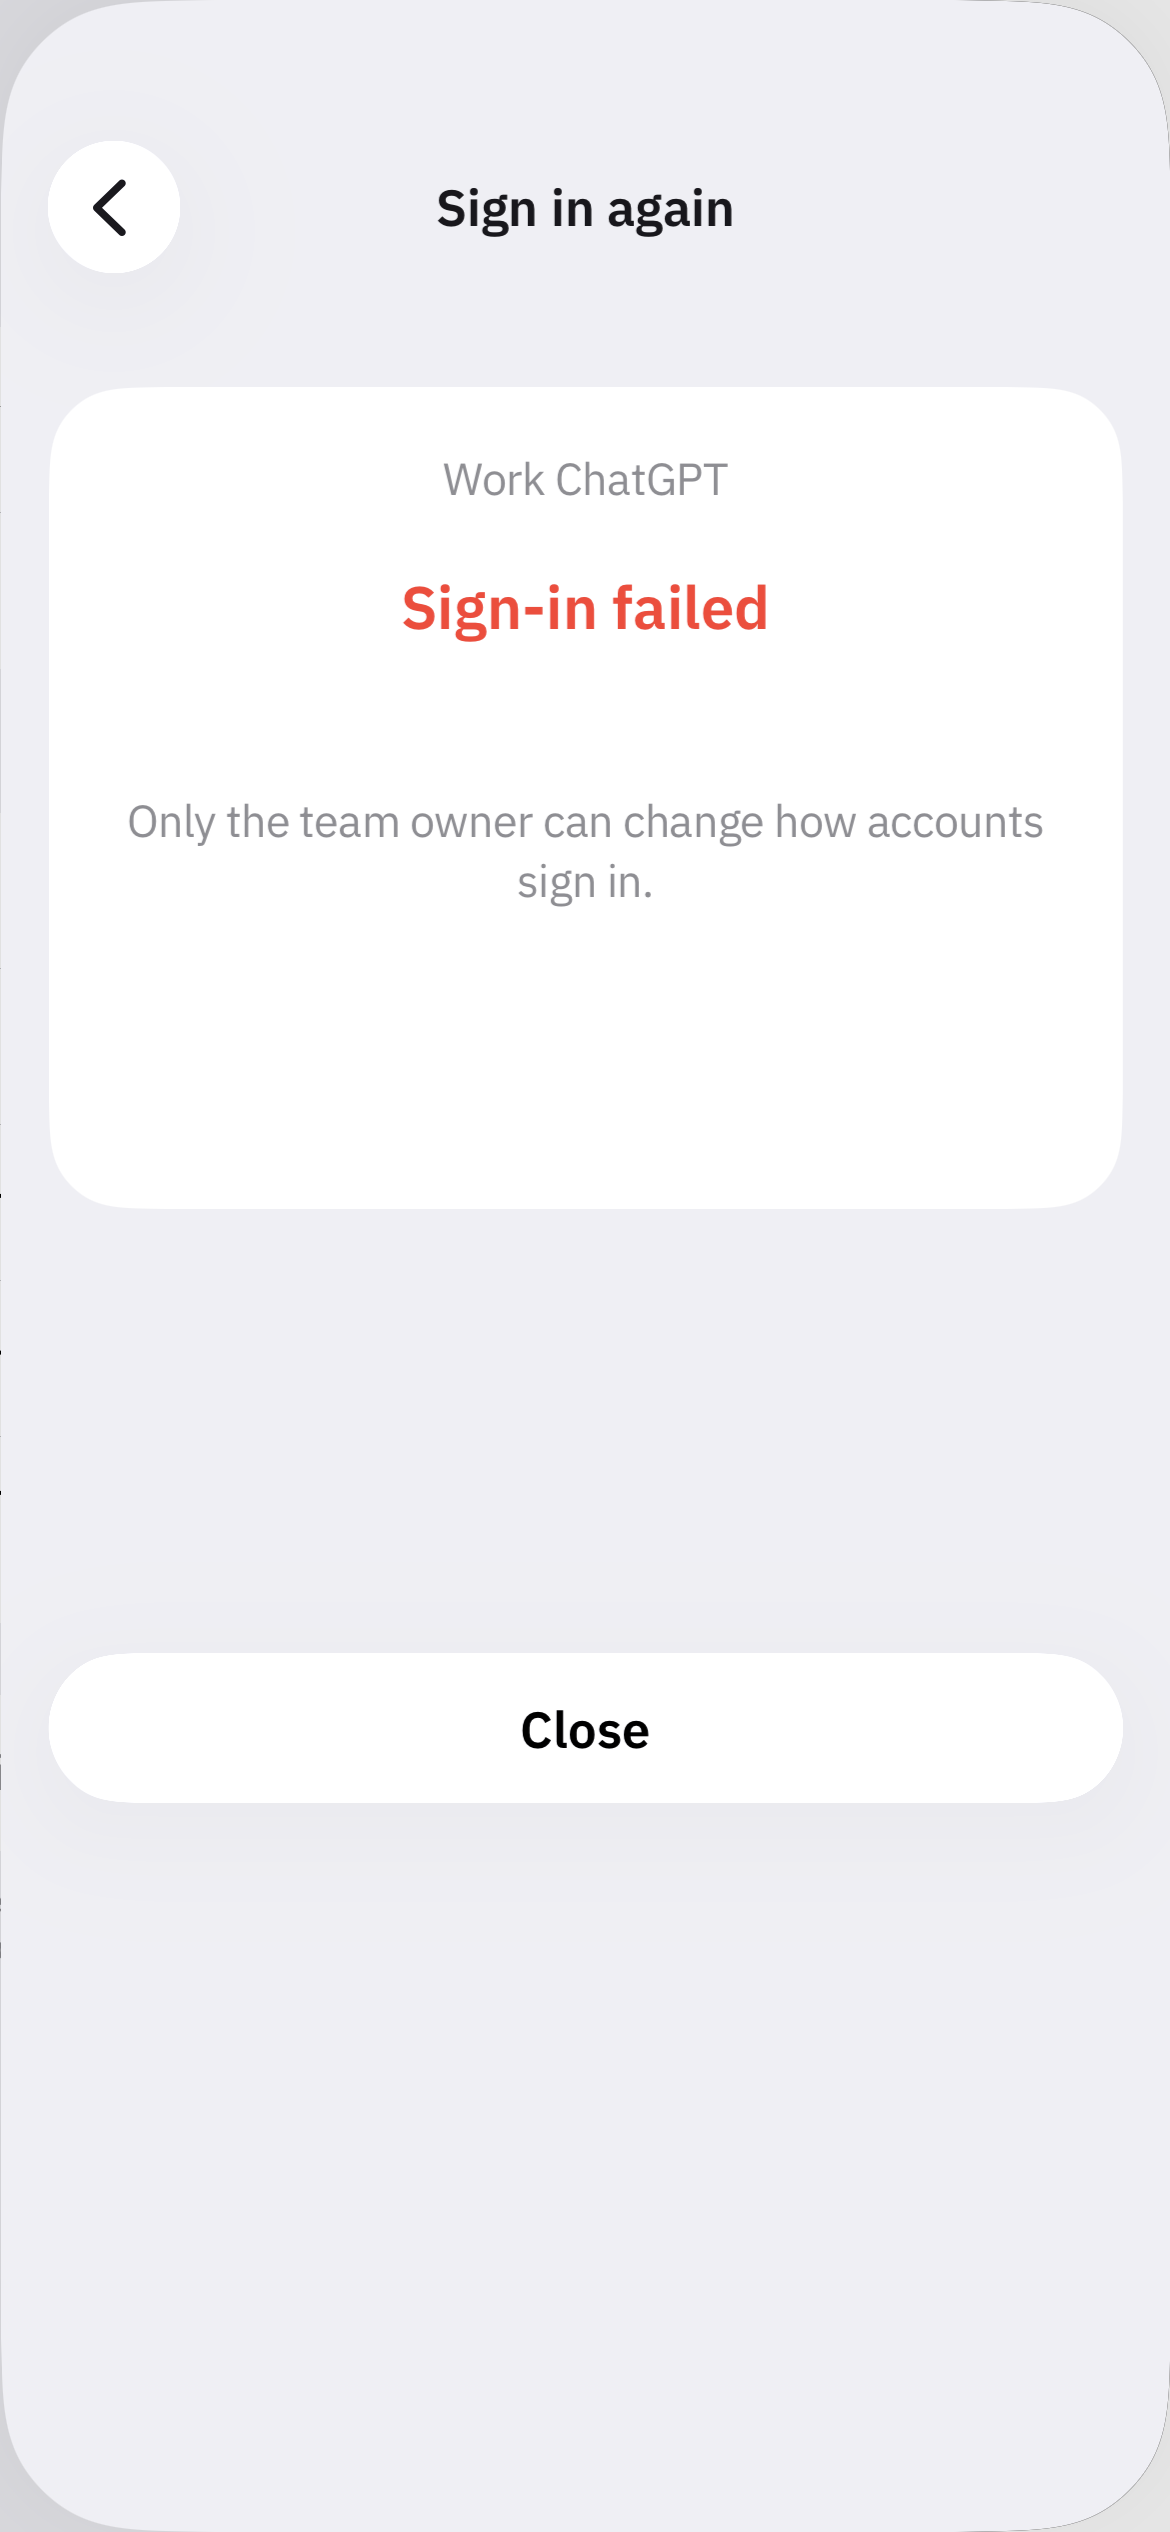 Sign in again
Work ChatGPT
Sign-in failed
Only the team owner can change how accounts
sign in.
Close